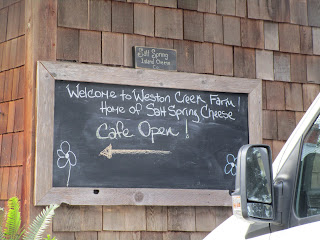 Salt Spring
Island Cheese
Welcome to Weston Creek Farm!
Home of Salt Spring Cheese
Cafe Open!